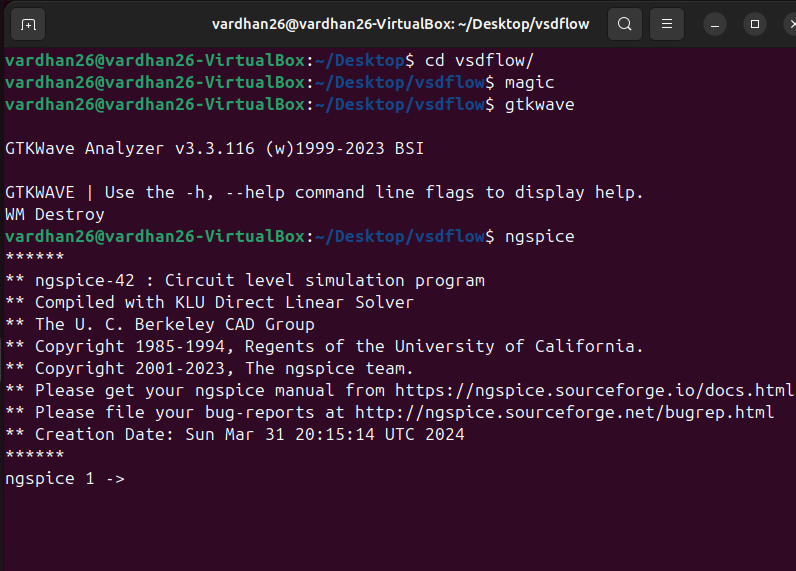 vardhan26@vardhan26-VirtualBox: ~/Desktop/vsdflow
vardhan26@vardhan26-VirtualBox:~/Desktop$ cd vsdflow/
vardhan26@vardhan26-VirtualBox:~/Desktop/vsdflow$ magic
vardhan26@vardhan26-VirtualBox:~/Desktop/vsdflow$ gtkwave
GTKWave Analyzer v3.3.116 (w)1999-2023 BSI
GTKWAVE | Use the -h, --help command line flags to display help.
WM Destroy
vardhan26@vardhan26-VirtualBox:~/Desktop/vsdflow$ ngspice
******
** ngspice-42 : Circuit level simulation program
** Compiled with KLU Direct Linear Solver
** The U. C. Berkeley CAD Group
** Copyright 1985-1994, Regents of the University of California.
** Copyright 2001-2023, The ngspice team.
** Please get your ngspice manual from https://ngspice.sourceforge.io/docs.html
** Please file your bug-reports at http://ngspice.sourceforge.net/bugrep.html
** Creation Date: Sun Mar 31 20:15:14 UTC 2024
******
ngspice 1 ->